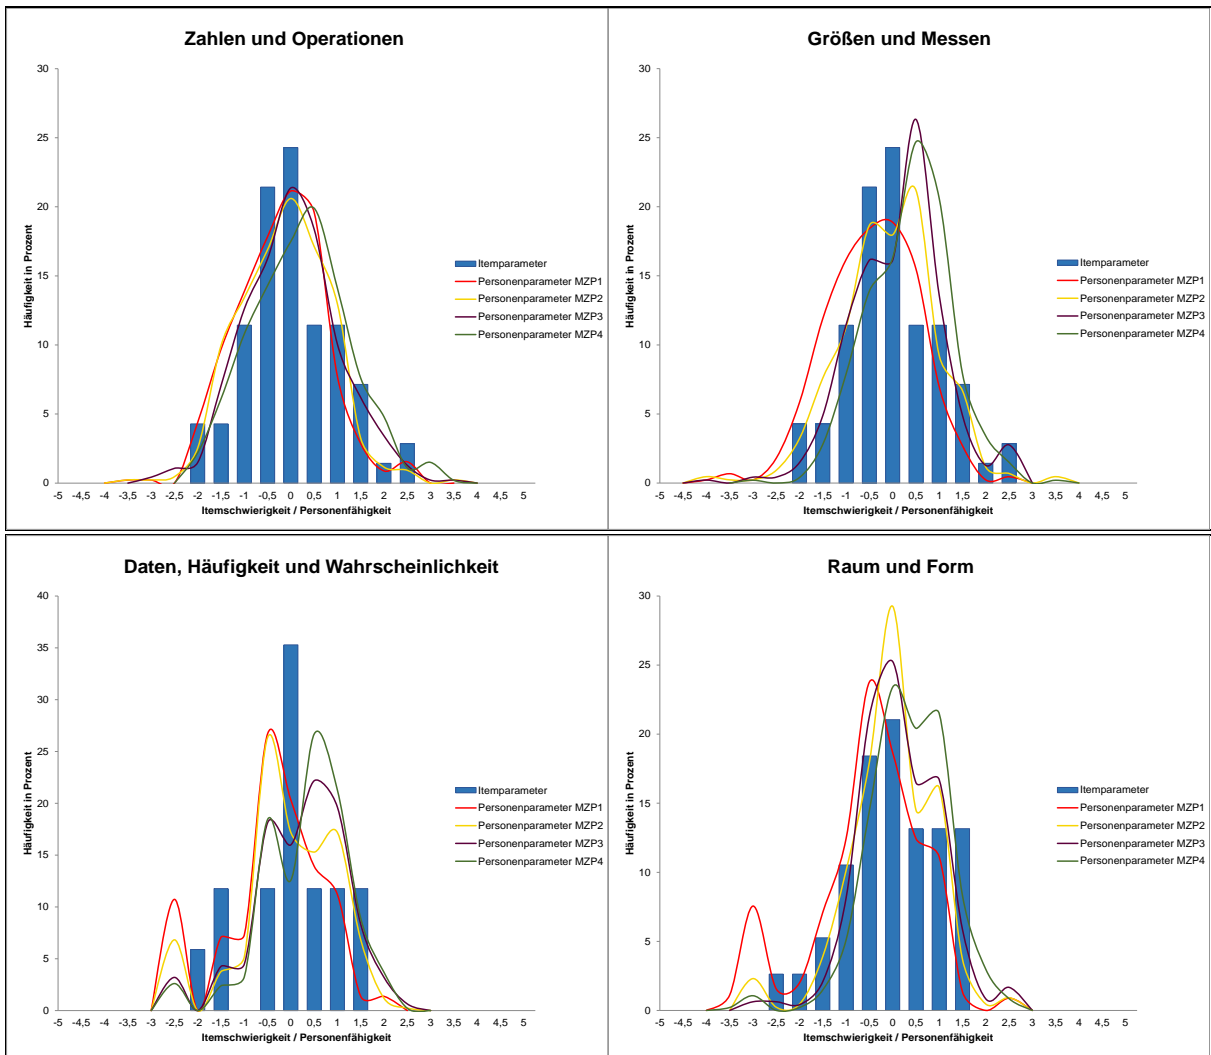 Zahlen und Operationen
30
25
20
15
10
5
0
Häufigkeit in Prozent
-5 -4,5 -4 -3,5 -3 -2,5 -2 -1,5 -1 -0,5 0 0,5 1 1,5 2 2,5 3 3,5 4 4,5 5
Itemschwierigkeit / Personenfähigkeit
Itemparameter
Personenparameter MZP1
Personenparameter MZP2
Personenparameter MZP3
Personenparameter MZP4
Größen und Messen
30
25
20
15
10
5
0
Häufigkeit in Prozent
-5 -4,5 -4 -3,5 -3 -2,5 -2 -1,5 -1 -0,5 0 0,5 1 1,5 2 2,5 3 3,5 4 4,5 5
Itemschwierigkeit / Personenfähigkeit
Itemparameter
Personenparameter MZP1
Personenparameter MZP2
Personenparameter MZP3
Personenparameter MZP4
Daten, Häufigkeit und Wahrscheinlichkeit
40
35
30
25
20
15
10
5
0
Häufigkeit in Prozent
-5 -4,5 -4 -3,5 -3 -2,5 -2 -1,5 -1 -0,5 0 0,5 1 1,5 2 2,5 3 3,5 4 4,5 5
Itemschwierigkeit / Personenfähigkeit
Itemparameter
Personenparameter MZP1
Personenparameter MZP2
Personenparameter MZP3
Personenparameter MZP4
Raum und Form
30
25
20
15
10
5
0
Häufigkeit in Prozent
-5 -4,5 -4 -3,5 -3 -2,5 -2 -1,5 -1 -0,5 0 0,5 1 1,5 2 2,5 3 3,5 4 4,5 5
Itemschwierigkeit / Personenfähigkeit
Itemparameter
Personenparameter MZP1
Personenparameter MZP2
Personenparameter MZP3
Personenparameter MZP4